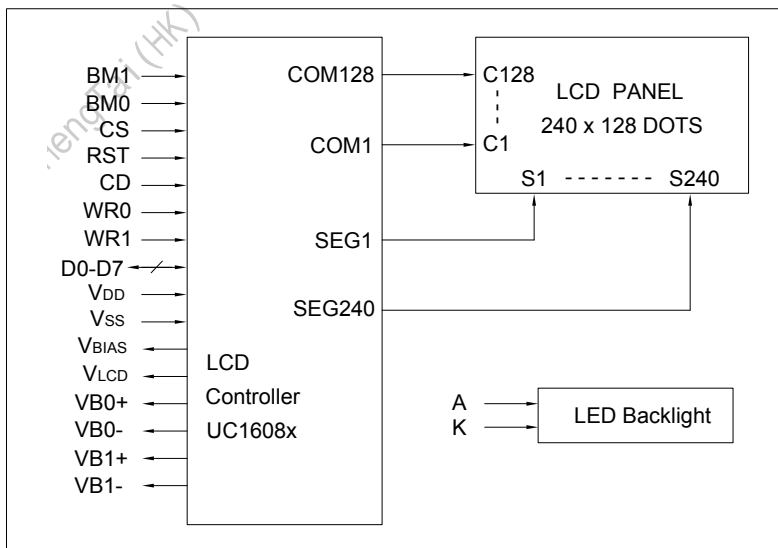 BM1
BM0
CS
RST
CD
WR0
WR1
D0-D7
VDD
VSS
VBIAS
VLCD
VB0+
VB0-
VB1+
VB1-
COM128
COM1
SEG1
SEG240
LCD
Controller
UC1608x
C128
C1
LCD PANEL
240 x 128 DOTS
S1 ------- S240
A
K
LED Backlight
(HK)